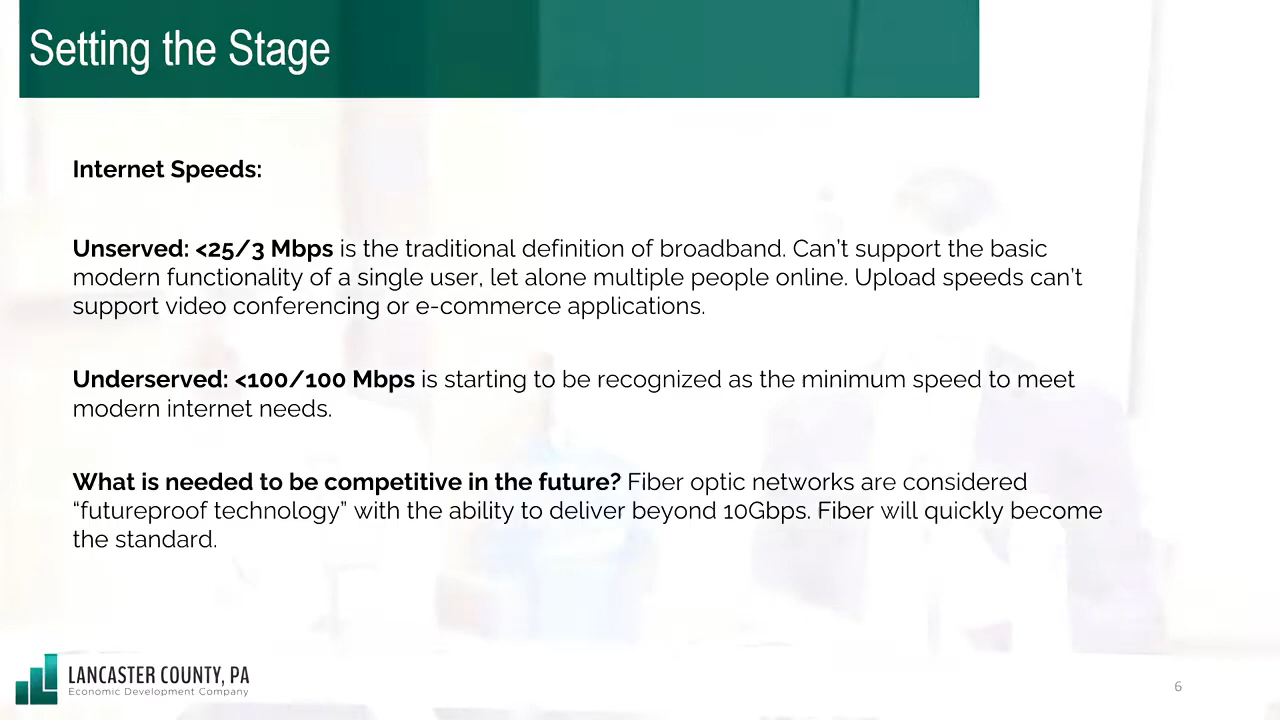 Setting the Stage
Internet Speeds:
Unserved: <25/3 Mbps is the traditional definition of broadband. Can’t support the basic
modern functionality of a single user, let alone multiple people online. Upload speeds can’t
support video conferencing or e-commerce applications.
Underserved: <100/100 Mbps is starting to be recognized as the minimum speed to meet
modern internet needs.
What is needed to be competitive in the future? Fiber optic networks are considered
“futureproof technology” with the ability to deliver beyond 10Gbps. Fiber will quickly become
the standard.
LANCASTER COUNTY, PA
Economic Development Company
6